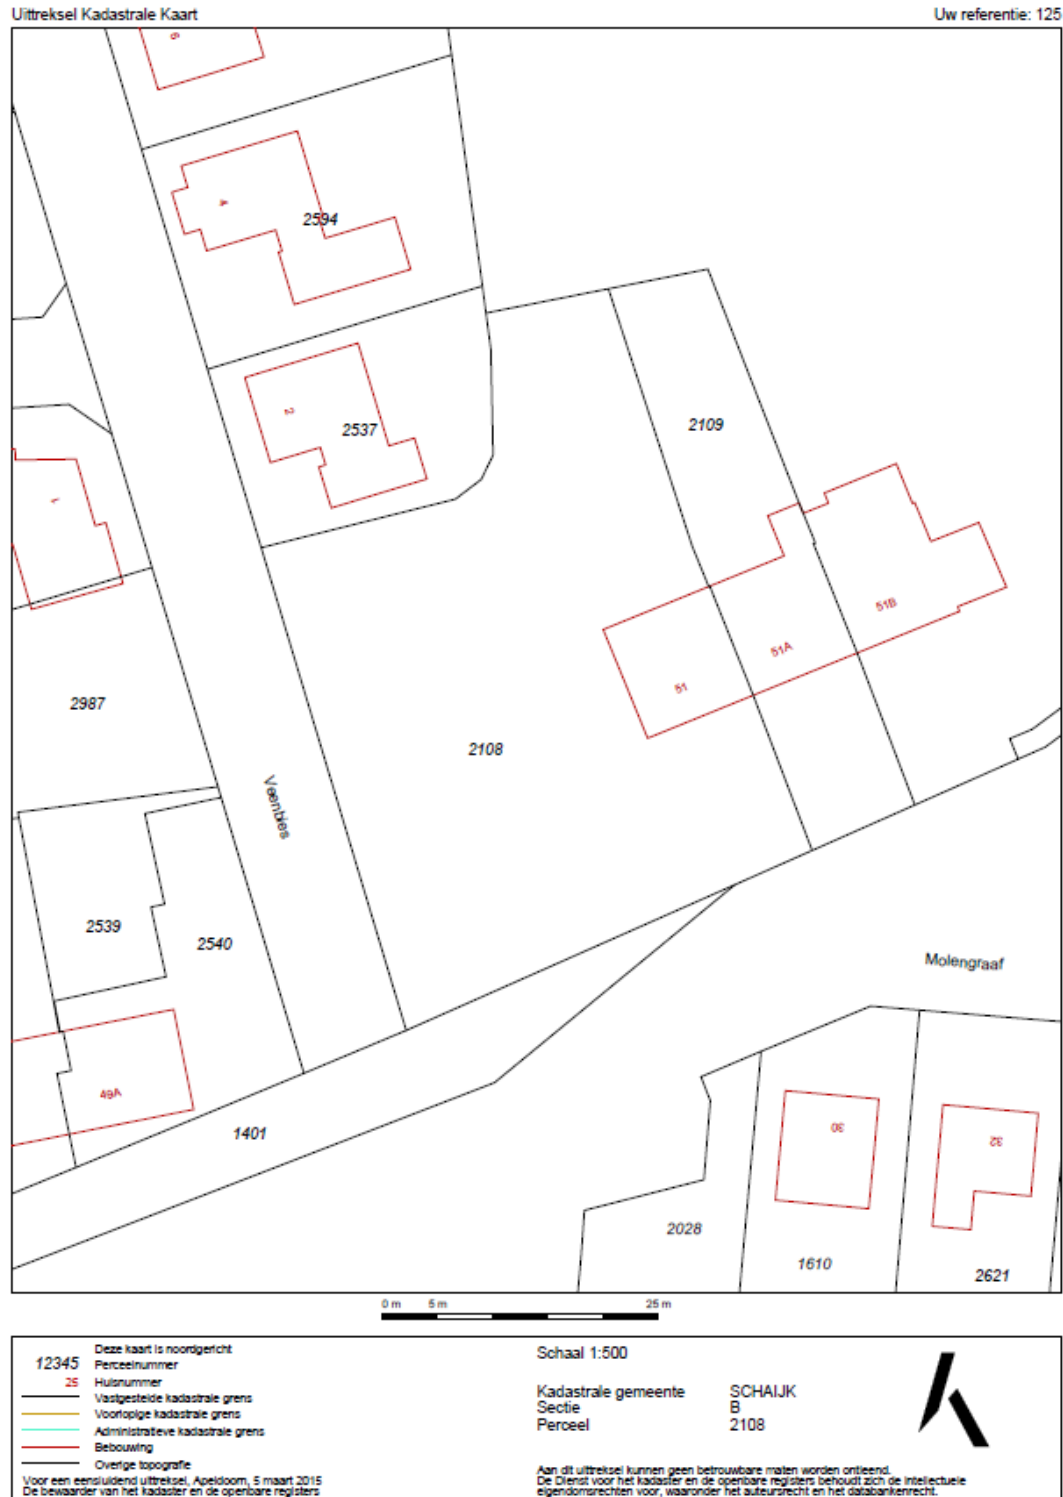 Uittreksel Kadastrale Kaart
Uw referentie: 125
6
4
2594
2
2537
2109
1
51B
51A
51
2987
2108
Veenbies
2539
2540
Molengraaf
49A
1401
30
32
2028
1610
2621
0 m 5 m 25 m
Deze kaart is noordgericht
12345 Perceelnummer
25 Huisnummer
Vastgestelde kadastrale grens
Voorlopige kadastrale grens
Administratieve kadastrale grens
Bebouwing
Overige topografie
Voor een eensluidend uittreksel, Apeldoorn, 5 maart 2015
De bewaarder van het kadaster en de openbare registers
Schaal 1:500
Kadastrale gemeente SCHAIJK
Sectie B
Perceel 2108
Aan dit uittreksel kunnen geen betrouwbare maten worden ontleend.
De Dienst voor het kadaster en de openbare registers behoudt zich de intellectuele
eigendomsrechten voor, waaronder het auteursrecht en het databankenrecht.